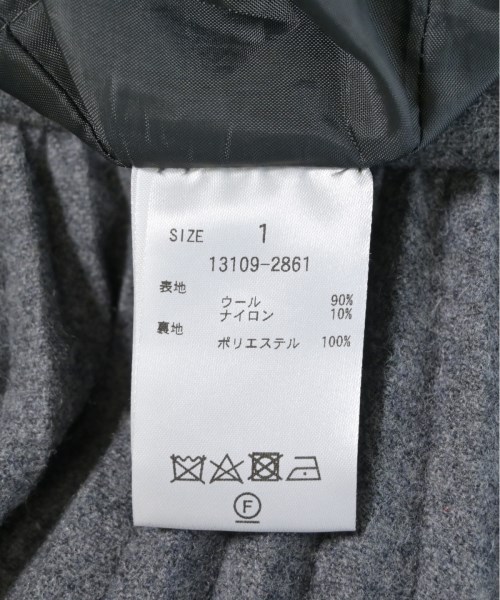 SIZE 1
13109-2861
表地
ウール 90%
ナイロン 10%
裏地
ポリエステル 100%
F